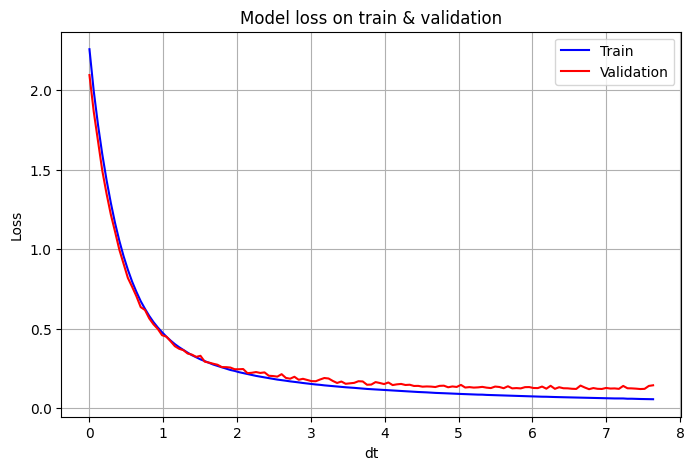 Model loss on train & validation
Train
Validation
Loss
2.0
1.5
1.0
0.5
0.0
0 1 2 3 4 5 6 7 8
dt